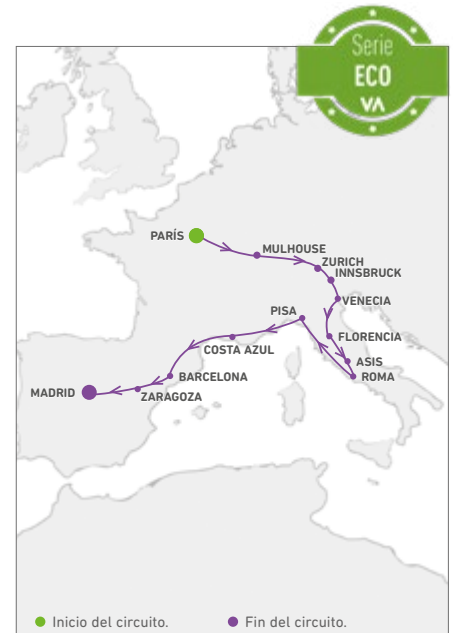 Serie
ECO
VA
PARÍS
MULHOUSE
ZURICH
INNSBRUCK
VENECIA
PISA
FLORENCIA
COSTA AZUL
ASIS
BARCELONA
ROMA
MADRID
ZARAGOZA
Inicio del circuito.
Fin del circuito.